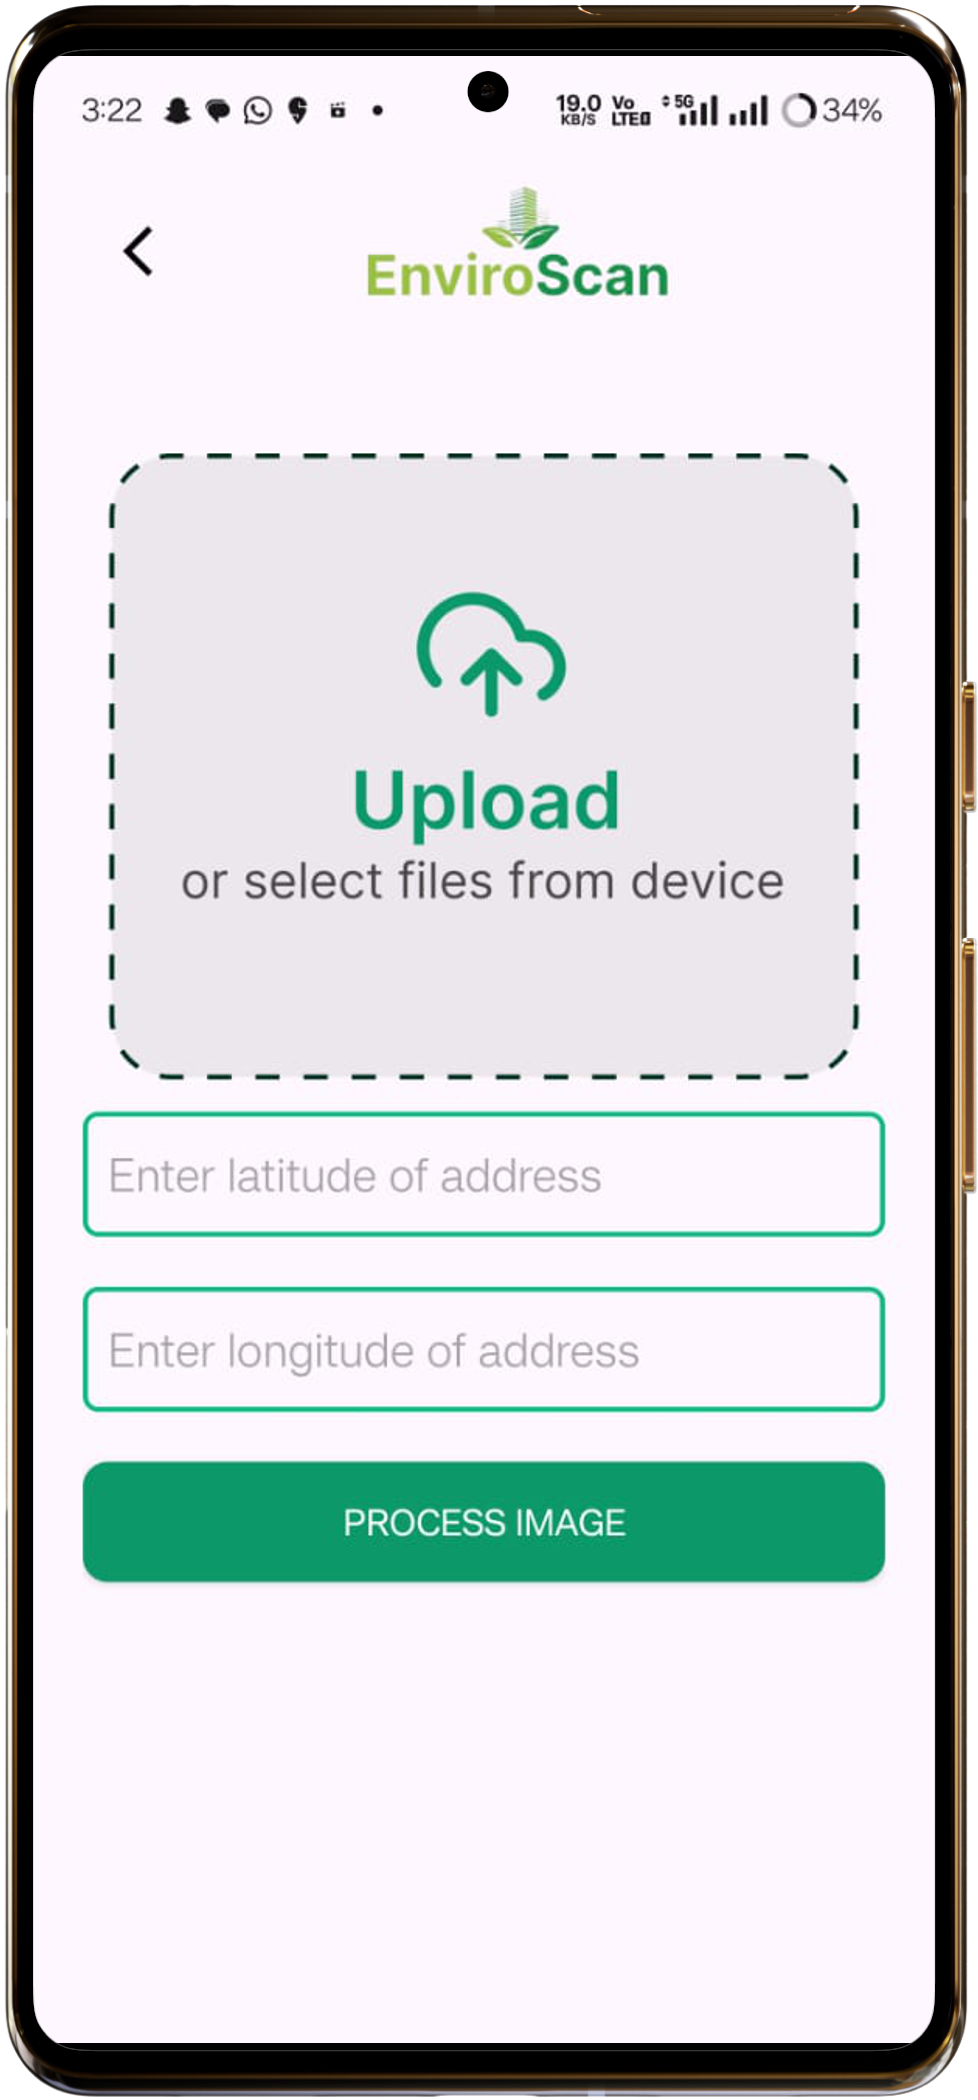 3:22 19.0 KB/S Vo LTE 5G 34%
EnviroScan
Upload
or select files from device
Enter latitude of address
Enter longitude of address
PROCESS IMAGE